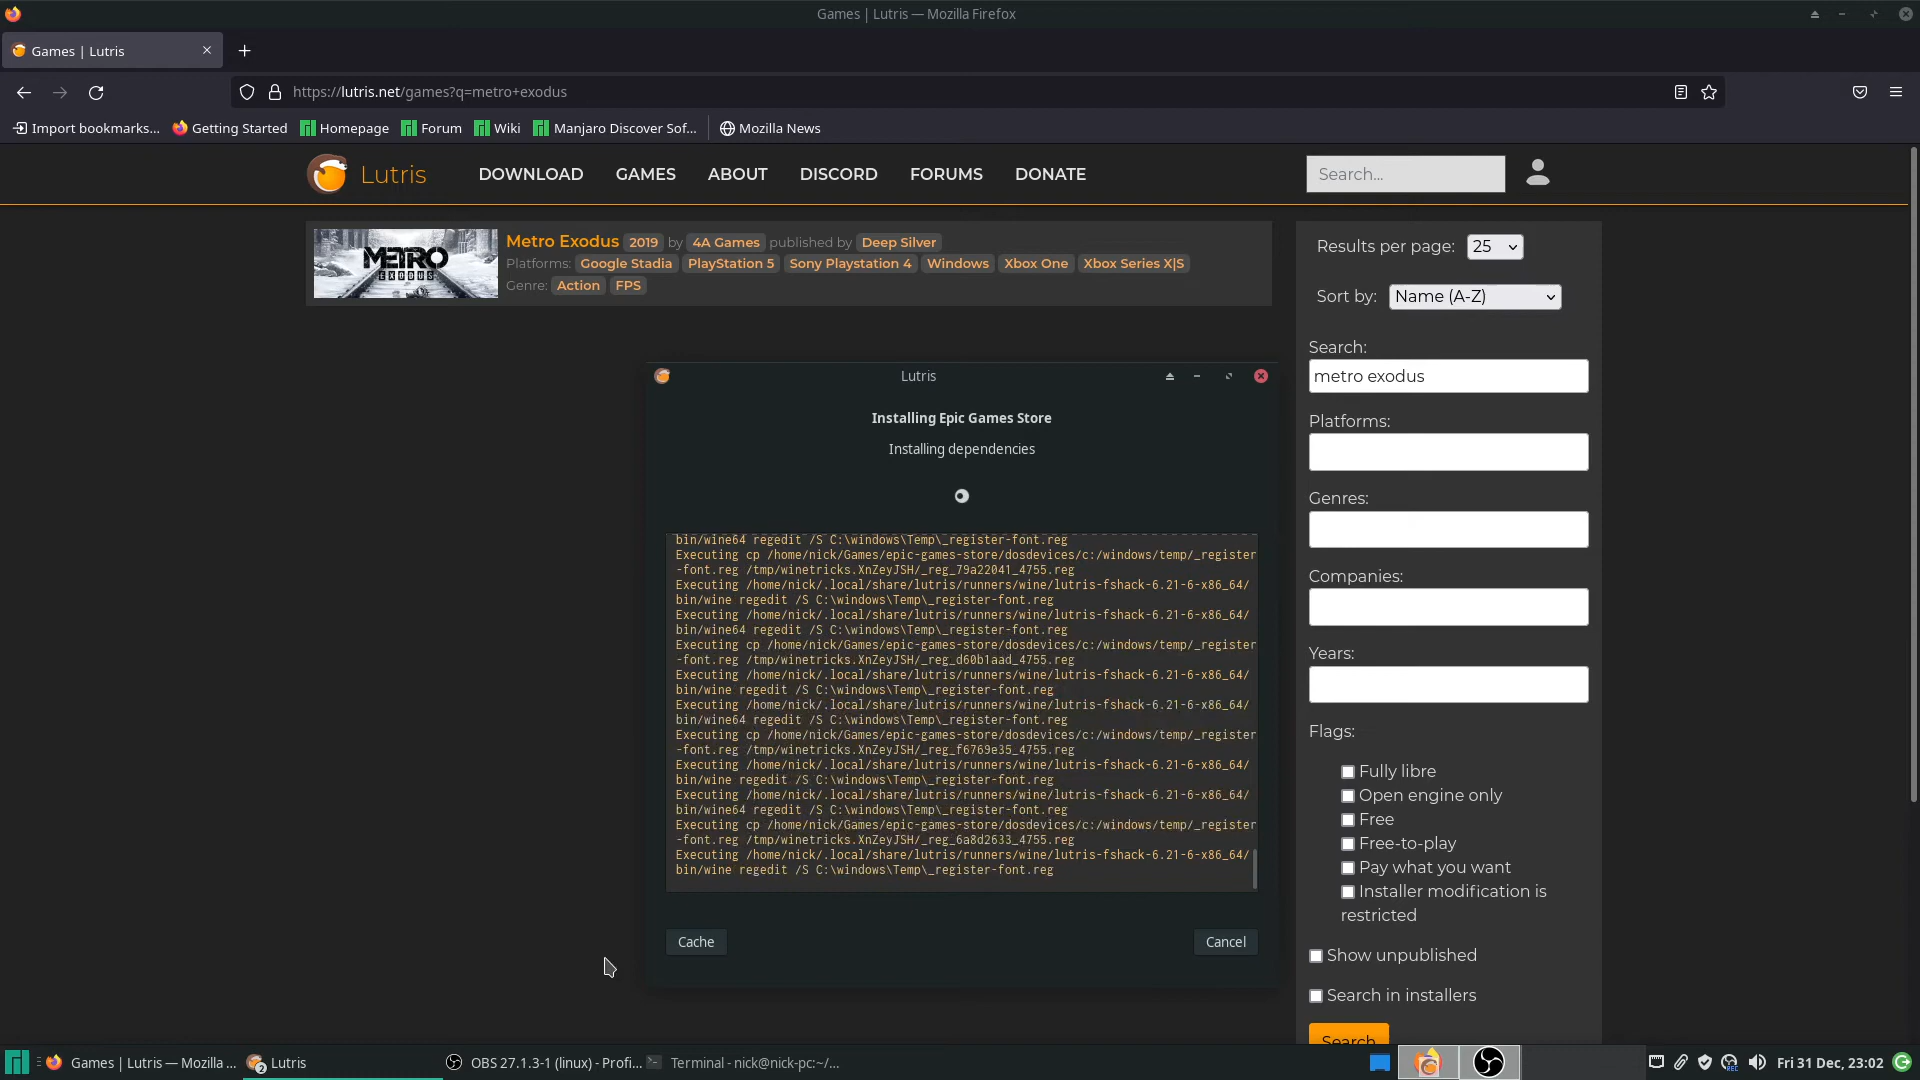 Games | Lutris — Mozilla Firefox
Games | Lutris
https://lutris.net/games?q=metro+exodus
Import bookmarks... Getting Started Homepage Forum Wiki Manjaro Discover Sof... Mozilla News
Lutris DOWNLOAD GAMES ABOUT DISCORD FORUMS DONATE Search...
METRO
EXODUS
Metro Exodus 2019 by 4A Games published by Deep Silver
Platforms: Google Stadia PlayStation 5 Sony Playstation 4 Windows Xbox One Xbox Series X|S
Genre: Action FPS
Results per page: 25
Sort by: Name (A-Z)
Search:
metro exodus
Platforms:
Genres:
Companies:
Years:
Flags:
Fully libre
Open engine only
Free
Free-to-play
Pay what you want
Installer modification is
restricted
Show unpublished
Search in installers
Search
Lutris
Installing Epic Games Store
Installing dependencies
bin/wine64 regedit /S C:\windows\Temp\_register-font.reg
Executing cp /home/nick/Games/epic-games-store/dosdevices/c:/windows/temp/_register
-font.reg /tmp/winetricks.XnZeyJSH/_reg_79a22041_4755.reg
Executing /home/nick/.local/share/lutris/runners/wine/lutris-fshack-6.21-6-x86_64/
bin/wine regedit /S C:\windows\Temp\_register-font.reg
Executing /home/nick/.local/share/lutris/runners/wine/lutris-fshack-6.21-6-x86_64/
bin/wine64 regedit /S C:\windows\Temp\_register-font.reg
Executing cp /home/nick/Games/epic-games-store/dosdevices/c:/windows/temp/_register
-font.reg /tmp/winetricks.XnZeyJSH/_reg_d60b1aad_4755.reg
Executing /home/nick/.local/share/lutris/runners/wine/lutris-fshack-6.21-6-x86_64/
bin/wine regedit /S C:\windows\Temp\_register-font.reg
Executing /home/nick/.local/share/lutris/runners/wine/lutris-fshack-6.21-6-x86_64/
bin/wine64 regedit /S C:\windows\Temp\_register-font.reg
Executing cp /home/nick/Games/epic-games-store/dosdevices/c:/windows/temp/_register
-font.reg /tmp/winetricks.XnZeyJSH/_reg_f6769e35_4755.reg
Executing /home/nick/.local/share/lutris/runners/wine/lutris-fshack-6.21-6-x86_64/
bin/wine regedit /S C:\windows\Temp\_register-font.reg
Executing /home/nick/.local/share/lutris/runners/wine/lutris-fshack-6.21-6-x86_64/
bin/wine64 regedit /S C:\windows\Temp\_register-font.reg
Executing cp /home/nick/Games/epic-games-store/dosdevices/c:/windows/temp/_register
-font.reg /tmp/winetricks.XnZeyJSH/_reg_6a8d2633_4755.reg
Executing /home/nick/.local/share/lutris/runners/wine/lutris-fshack-6.21-6-x86_64/
bin/wine regedit /S C:\windows\Temp\_register-font.reg
Cache Cancel
Games | Lutris — Mozilla ... 2 Lutris OBS 27.1.3-1 (linux) - Profi... Terminal - nick@nick-pc:~/... REC Fri 31 Dec, 23:02